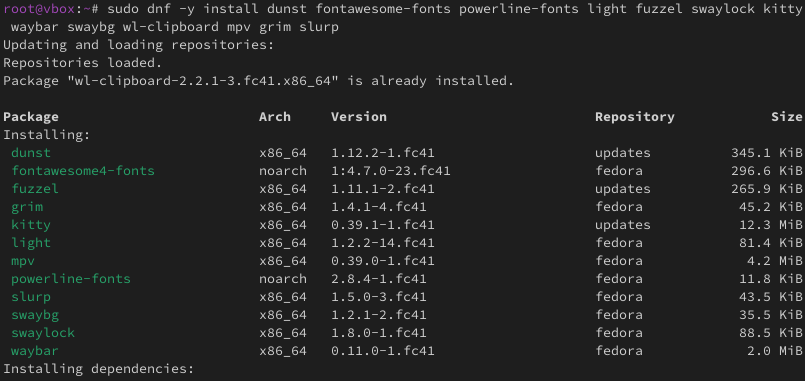 root@vbox:~# sudo dnf -y install dunst fontawesome-fonts powerline-fonts light fuzzel swaylock kitty
waybar swaybg wl-clipboard mpv grim slurp
Updating and loading repositories:
Repositories loaded.
Package "wl-clipboard-2.2.1-3.fc41.x86_64" is already installed.
Package Arch Version Repository Size
Installing:
dunst x86_64 1.12.2-1.fc41 updates 345.1 KiB
fontawesome4-fonts noarch 1:4.7.0-23.fc41 fedora 296.6 KiB
fuzzel x86_64 1.11.1-2.fc41 updates 265.9 KiB
grim x86_64 1.4.1-4.fc41 fedora 45.2 KiB
kitty x86_64 0.39.1-1.fc41 updates 12.3 MiB
light x86_64 1.2.2-14.fc41 fedora 81.4 KiB
mpv x86_64 0.39.0-1.fc41 fedora 4.2 MiB
powerline-fonts noarch 2.8.4-1.fc41 fedora 11.8 KiB
slurp x86_64 1.5.0-3.fc41 fedora 43.5 KiB
swaybg x86_64 1.2.1-2.fc41 fedora 35.5 KiB
swaylock x86_64 1.8.0-1.fc41 fedora 88.5 KiB
waybar x86_64 0.11.0-1.fc41 fedora 2.0 MiB
Installing dependencies: